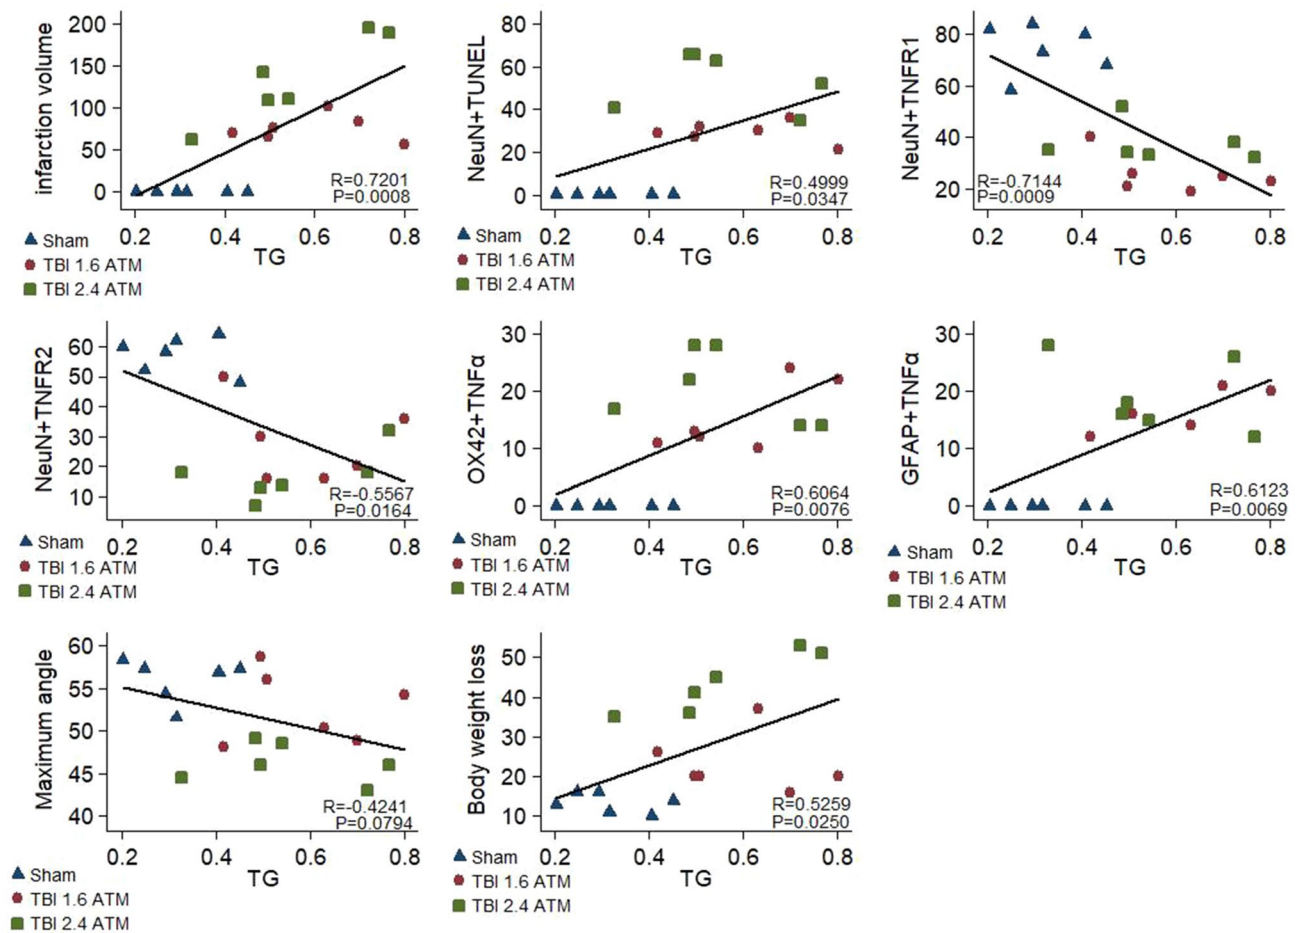 infarction volume
200
150
100
50
0
R=0.7201
P=0.0008
0.2 0.4 0.6 0.8
TG
Sham
TBI 1.6 ATM
TBI 2.4 ATM
NeuN+TUNEL
80
60
40
20
0
R=0.4999
P=0.0347
0.2 0.4 0.6 0.8
TG
Sham
TBI 1.6 ATM
TBI 2.4 ATM
NeuN+TNFR1
80
60
40
20
R=-0.7144
P=0.0009
0.2 0.4 0.6 0.8
TG
NeuN+TNFR2
60
50
40
30
20
10
R=-0.5567
P=0.0164
0.2 0.4 0.6 0.8
TG
Sham
TBI 1.6 ATM
TBI 2.4 ATM
OX42+TNFα
30
20
10
0
R=0.6064
P=0.0076
0.2 0.4 0.6 0.8
TG
Sham
TBI 1.6 ATM
TBI 2.4 ATM
GFAP+TNFα
30
20
10
0
R=0.6123
P=0.0069
0.2 0.4 0.6 0.8
TG
Sham
TBI 1.6 ATM
TBI 2.4 ATM
Maximum angle
60
55
50
45
40
R=-0.4241
P=0.0794
0.2 0.4 0.6 0.8
TG
Sham
TBI 1.6 ATM
TBI 2.4 ATM
Body weight loss
50
40
30
20
10
R=0.5259
P=0.0250
0.2 0.4 0.6 0.8
TG
Sham
TBI 1.6 ATM
TBI 2.4 ATM